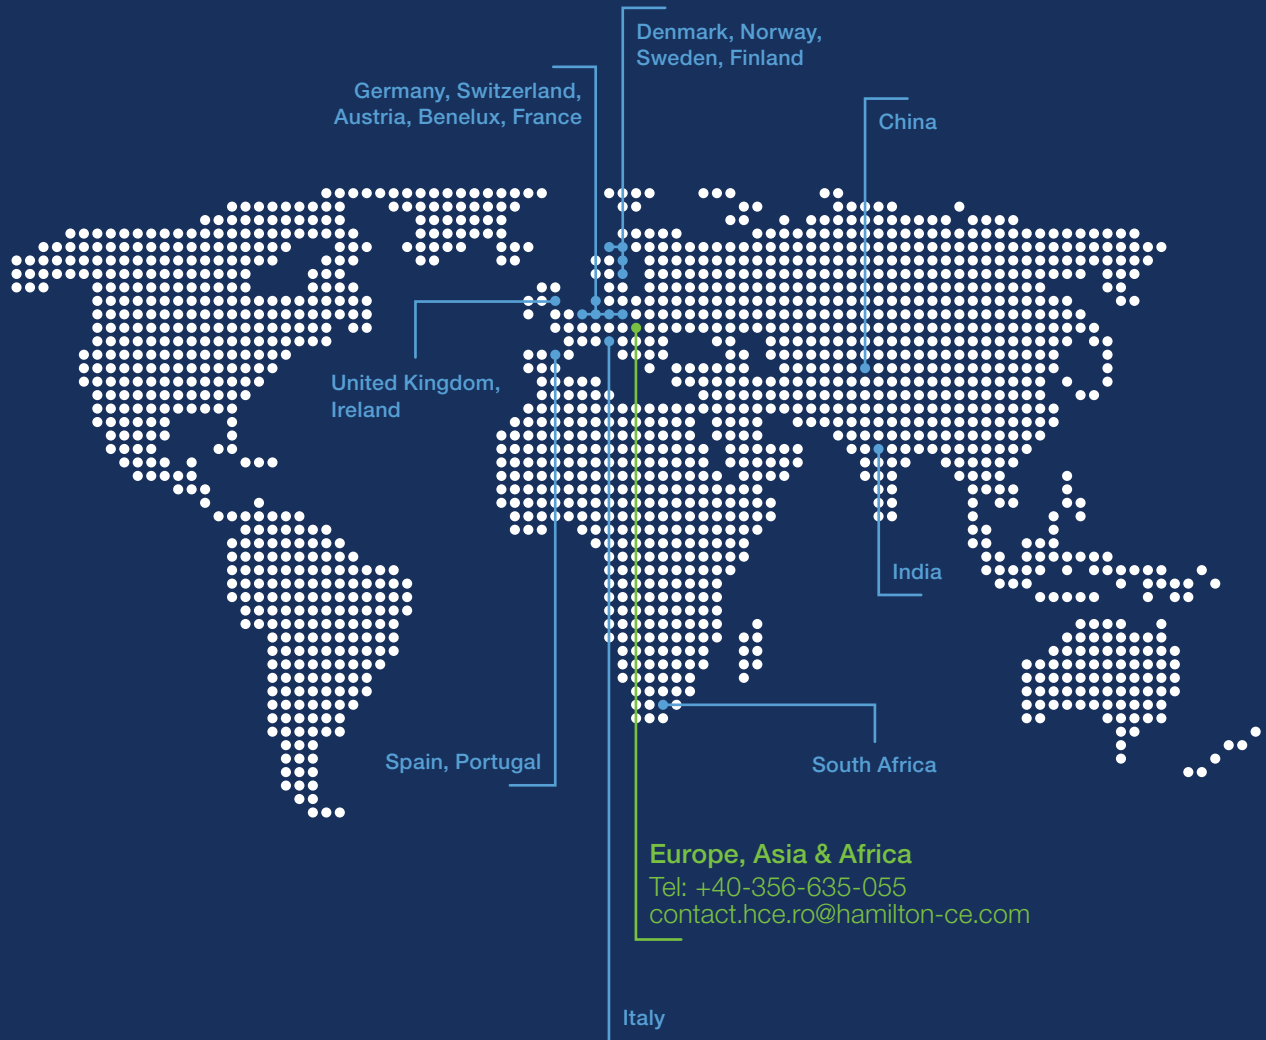 Denmark, Norway,
Sweden, Finland
Germany, Switzerland,
Austria, Benelux, France
China
United Kingdom,
Ireland
India
Spain, Portugal
South Africa
Europe, Asia & Africa
Tel: +40-356-635-055
contact.hce.ro@hamilton-ce.com
Italy